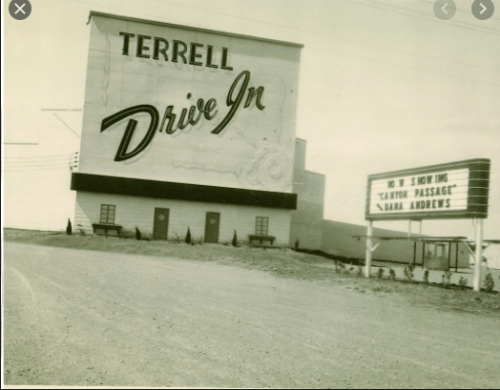 TERRELL
Drive In
NOW SHOWING
"CANYON PASSAGE"
DANA ANDREWS